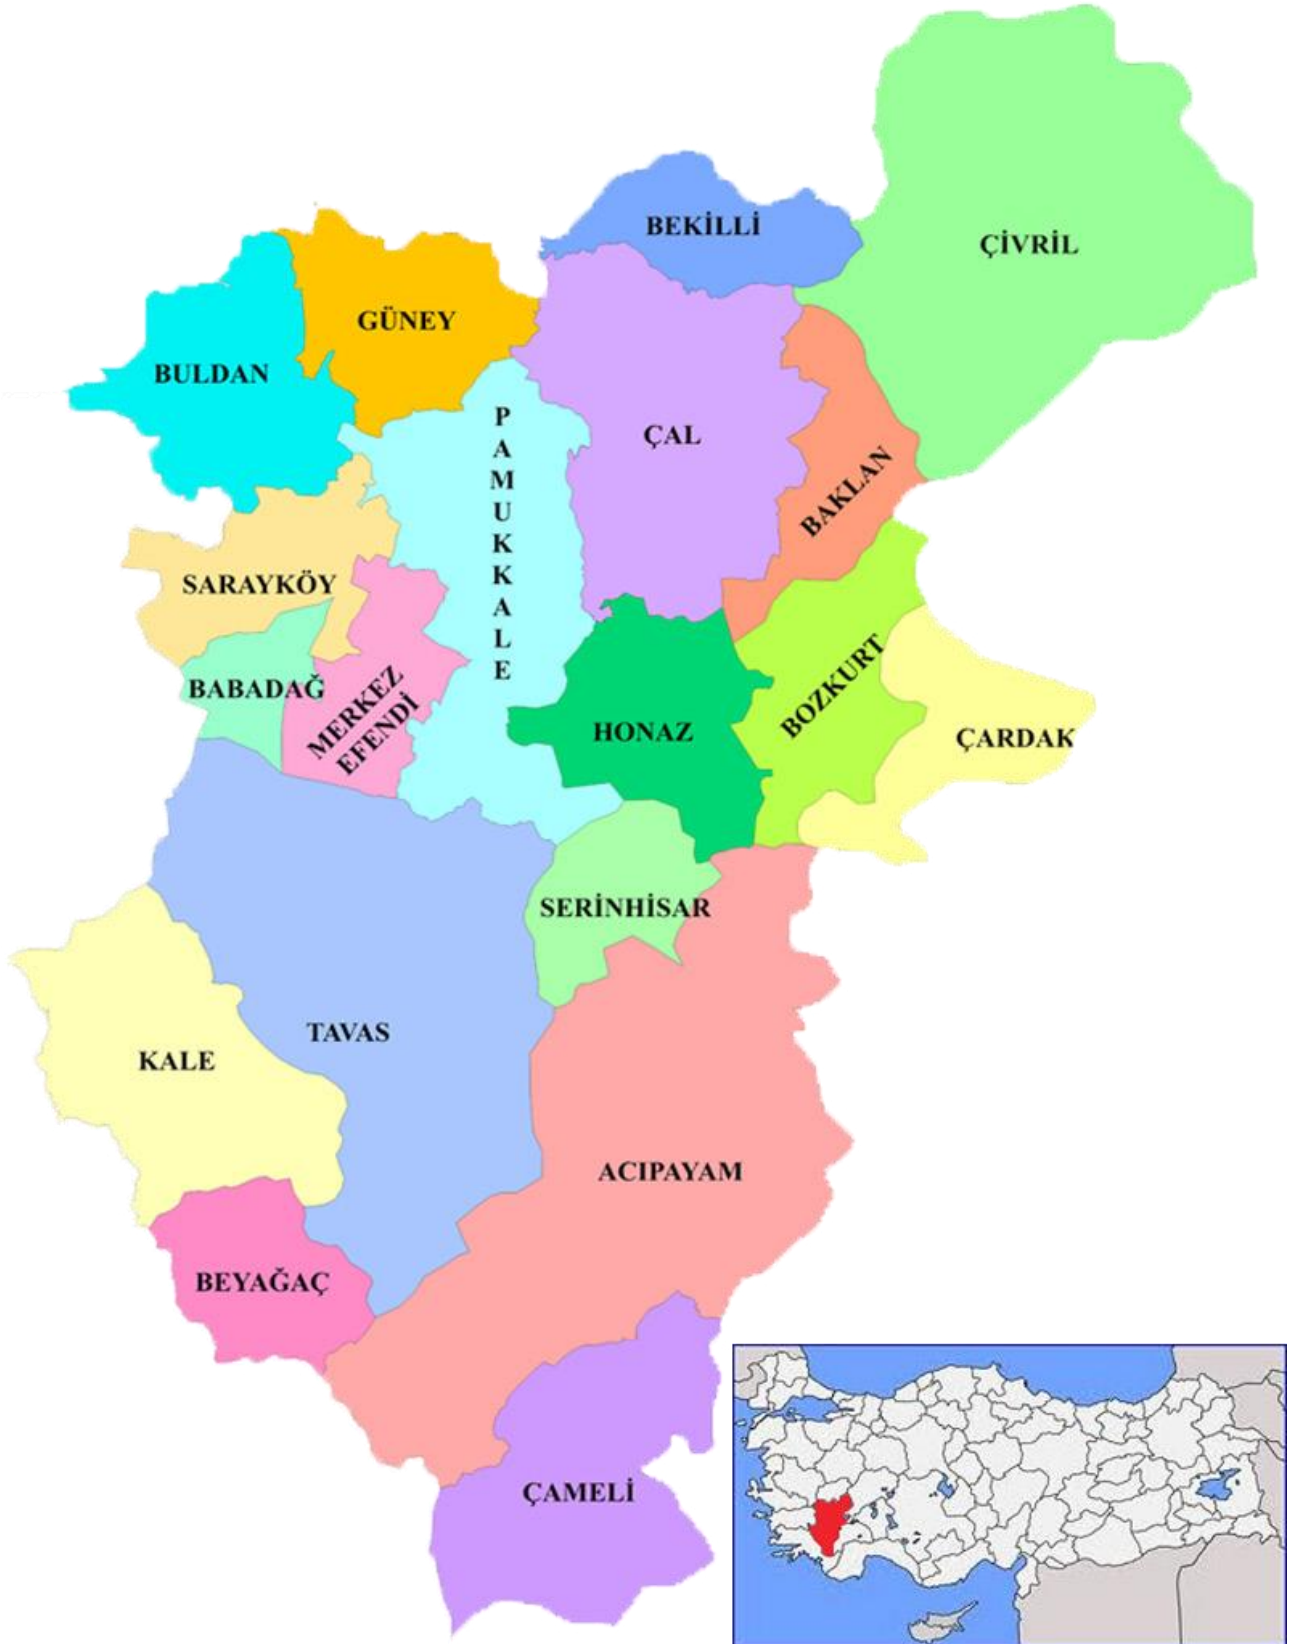 BEKİLLİ
ÇİVRİL
GÜNEY
BULDAN
PAMUKKALE
ÇAL
BAKLAN
SARAYKÖY
BABADAĞ
MERKEZ
EFENDİ
HONAZ
BOZKURT
ÇARDAK
SERİNHİSAR
TAVAS
KALE
ACIPAYAM
BEYAĞAÇ
ÇAMELİ